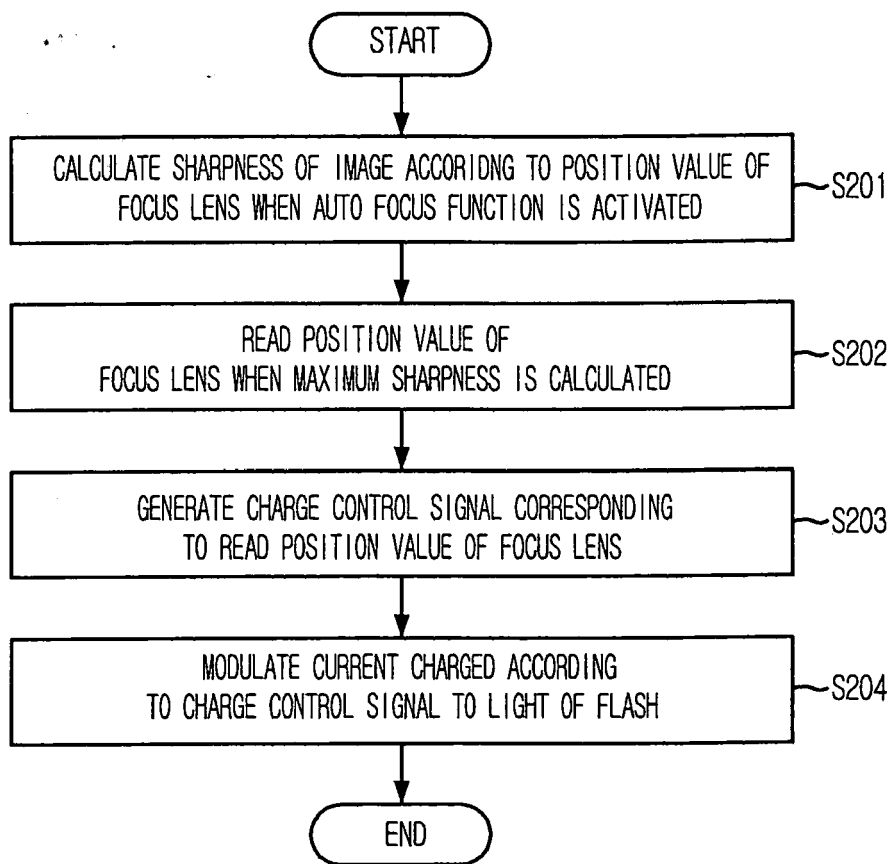 START
CALCULATE SHARPNESS OF IMAGE ACCORIDNG TO POSITION VALUE OF
FOCUS LENS WHEN AUTO FOCUS FUNCTION IS ACTIVATED
S201
READ POSITION VALUE OF
FOCUS LENS WHEN MAXIMUM SHARPNESS IS CALCULATED
S202
GENERATE CHARGE CONTROL SIGNAL CORRESPONDING
TO READ POSITION VALUE OF FOCUS LENS
S203
MODULATE CURRENT CHARGED ACCORDING
TO CHARGE CONTROL SIGNAL TO LIGHT OF FLASH
S204
END